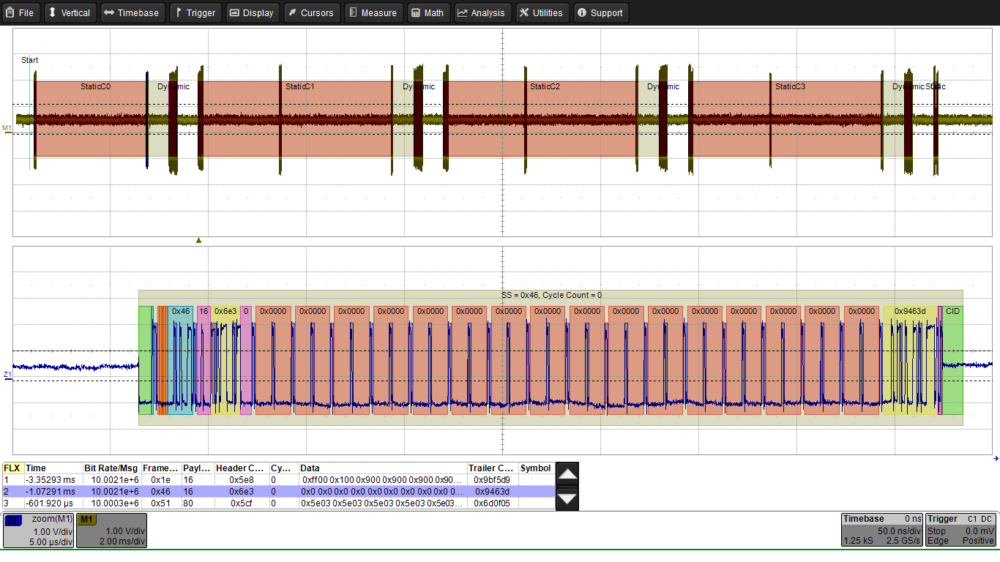 File Vertical Timebase Trigger Display Cursors Measure Math Analysis Utilities Support
Start
StaticC0 Dynamic StaticC1 Dynamic StaticC2 Dynamic StaticC3 Dynamic
M1
SS = 0x46, Cycle Count = 0
0x46 16 0x6e3 0 0x0000 0x0000 0x0000 0x0000 0x0000 0x0000 0x0000 0x0000 0x0000 0x0000 0x0000 0x0000 0x0000 0x0000 0x0000 0x0000 0x9463d CID
Z1
FLX Time Bit Rate/Msg Frame... Payl... Header C... Cy... Data Trailer C... Symbol
1 -3.35293 ms 10.0021e+6 0x1e 16 0x5e8 0 0xff00 0x100 0x900 0x900 0x900 0x90... 0x9bf5d9
2 -1.07291 ms 10.0021e+6 0x46 16 0x6e3 0 0x0 0x0 0x0 0x0 0x0 0x0 0x0 0x0 0... 0x9463d
3 -601.920 µs 10.0003e+6 0x51 80 0x5cf 0 0x5e03 0x5e03 0x5e03 0x5e03... 0x6d0f05
Z1 zoom(M1)
1.00 V/div
5.00 µs/div
M1
1.00 V/div
2.00 ms/div
Timebase 0 ns
50.0 ns/div
1.25 kS 2.5 GS/s
Trigger C1 DC
Stop 0.0 mV
Edge Positive